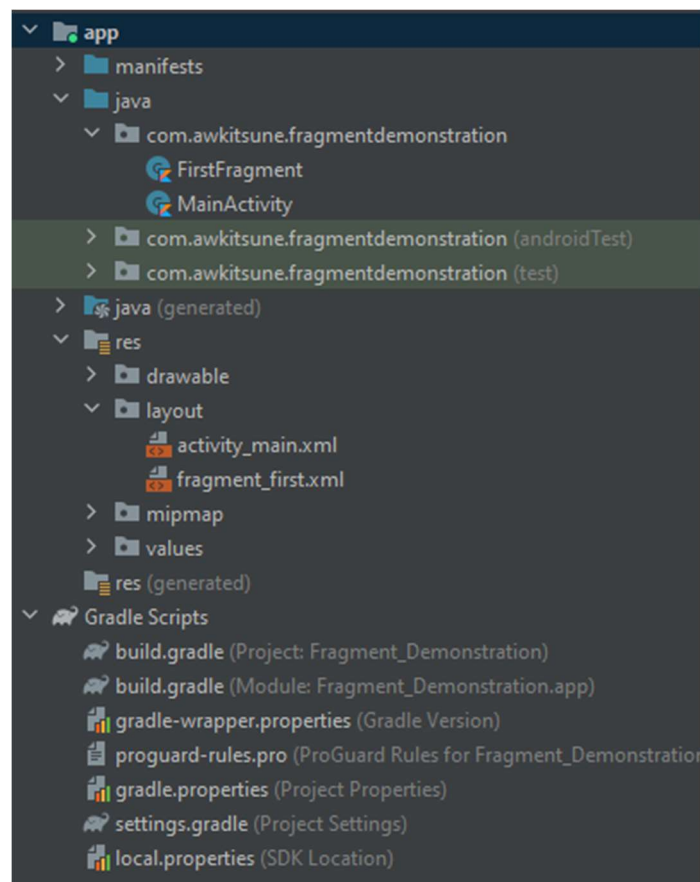 app
manifests
java
com.awkitsune.fragmentdemonstration
FirstFragment
MainActivity
com.awkitsune.fragmentdemonstration (androidTest)
com.awkitsune.fragmentdemonstration (test)
java (generated)
res
drawable
layout
activity_main.xml
fragment_first.xml
mipmap
values
res (generated)
Gradle Scripts
build.gradle (Project: Fragment_Demonstration)
build.gradle (Module: Fragment_Demonstration.app)
gradle-wrapper.properties (Gradle Version)
proguard-rules.pro (ProGuard Rules for Fragment_Demonstration
gradle.properties (Project Properties)
settings.gradle (Project Settings)
local.properties (SDK Location)